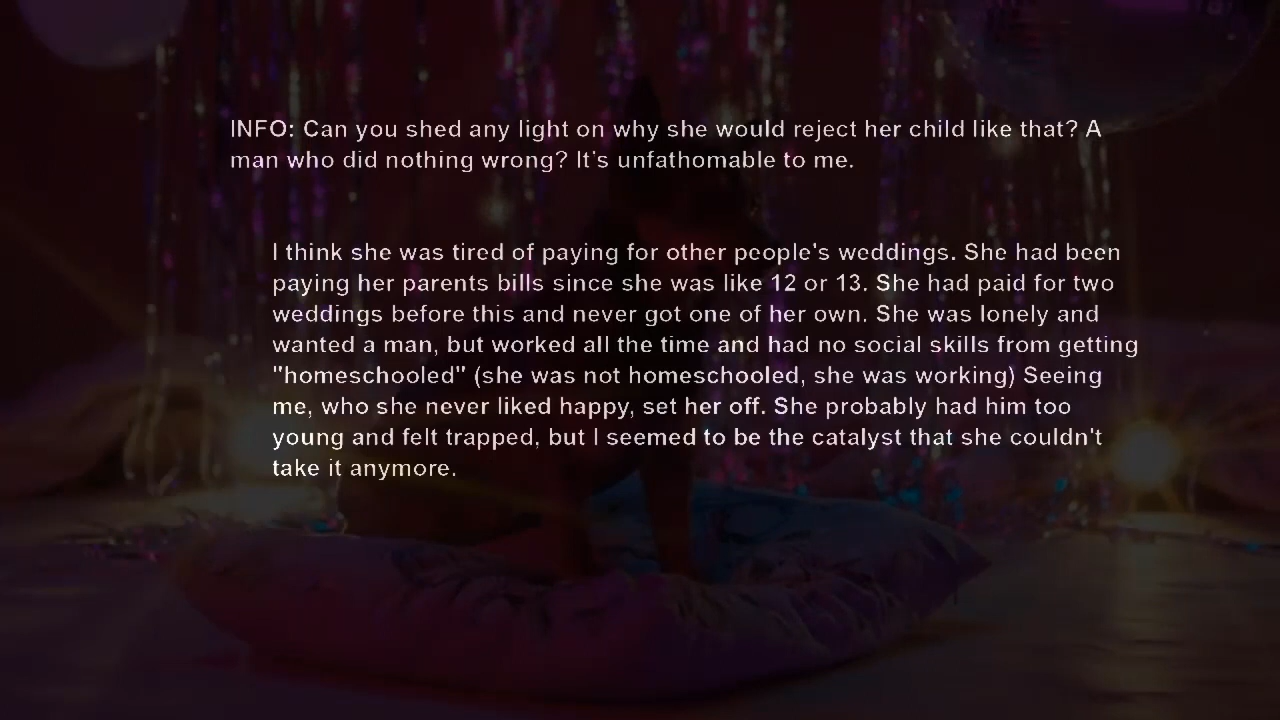 INFO: Can you shed any light on why she would reject her child like that? A
man who did nothing wrong? It's unfathomable to me.
I think she was tired of paying for other people's weddings. She had been
paying her parents bills since she was like 12 or 13. She had paid for two
weddings before this and never got one of her own. She was lonely and
wanted a man, but worked all the time and had no social skills from getting
"homeschooled" (she was not homeschooled, she was working) Seeing
me, who she never liked happy, set her off. She probably had him too
young and felt trapped, but I seemed to be the catalyst that she couldn't
take it anymore.